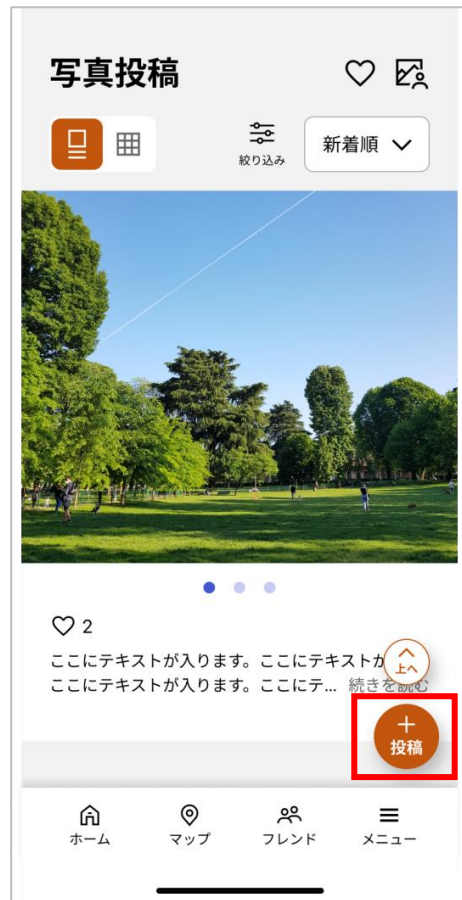 写真投稿
絞り込み
新着順
2
ここにテキストが入ります。ここにテキストが
上へ
ここにテキストが入ります。ここにテ... 続きを読む
+
投稿
ホーム
マップ
フレンド
メニュー